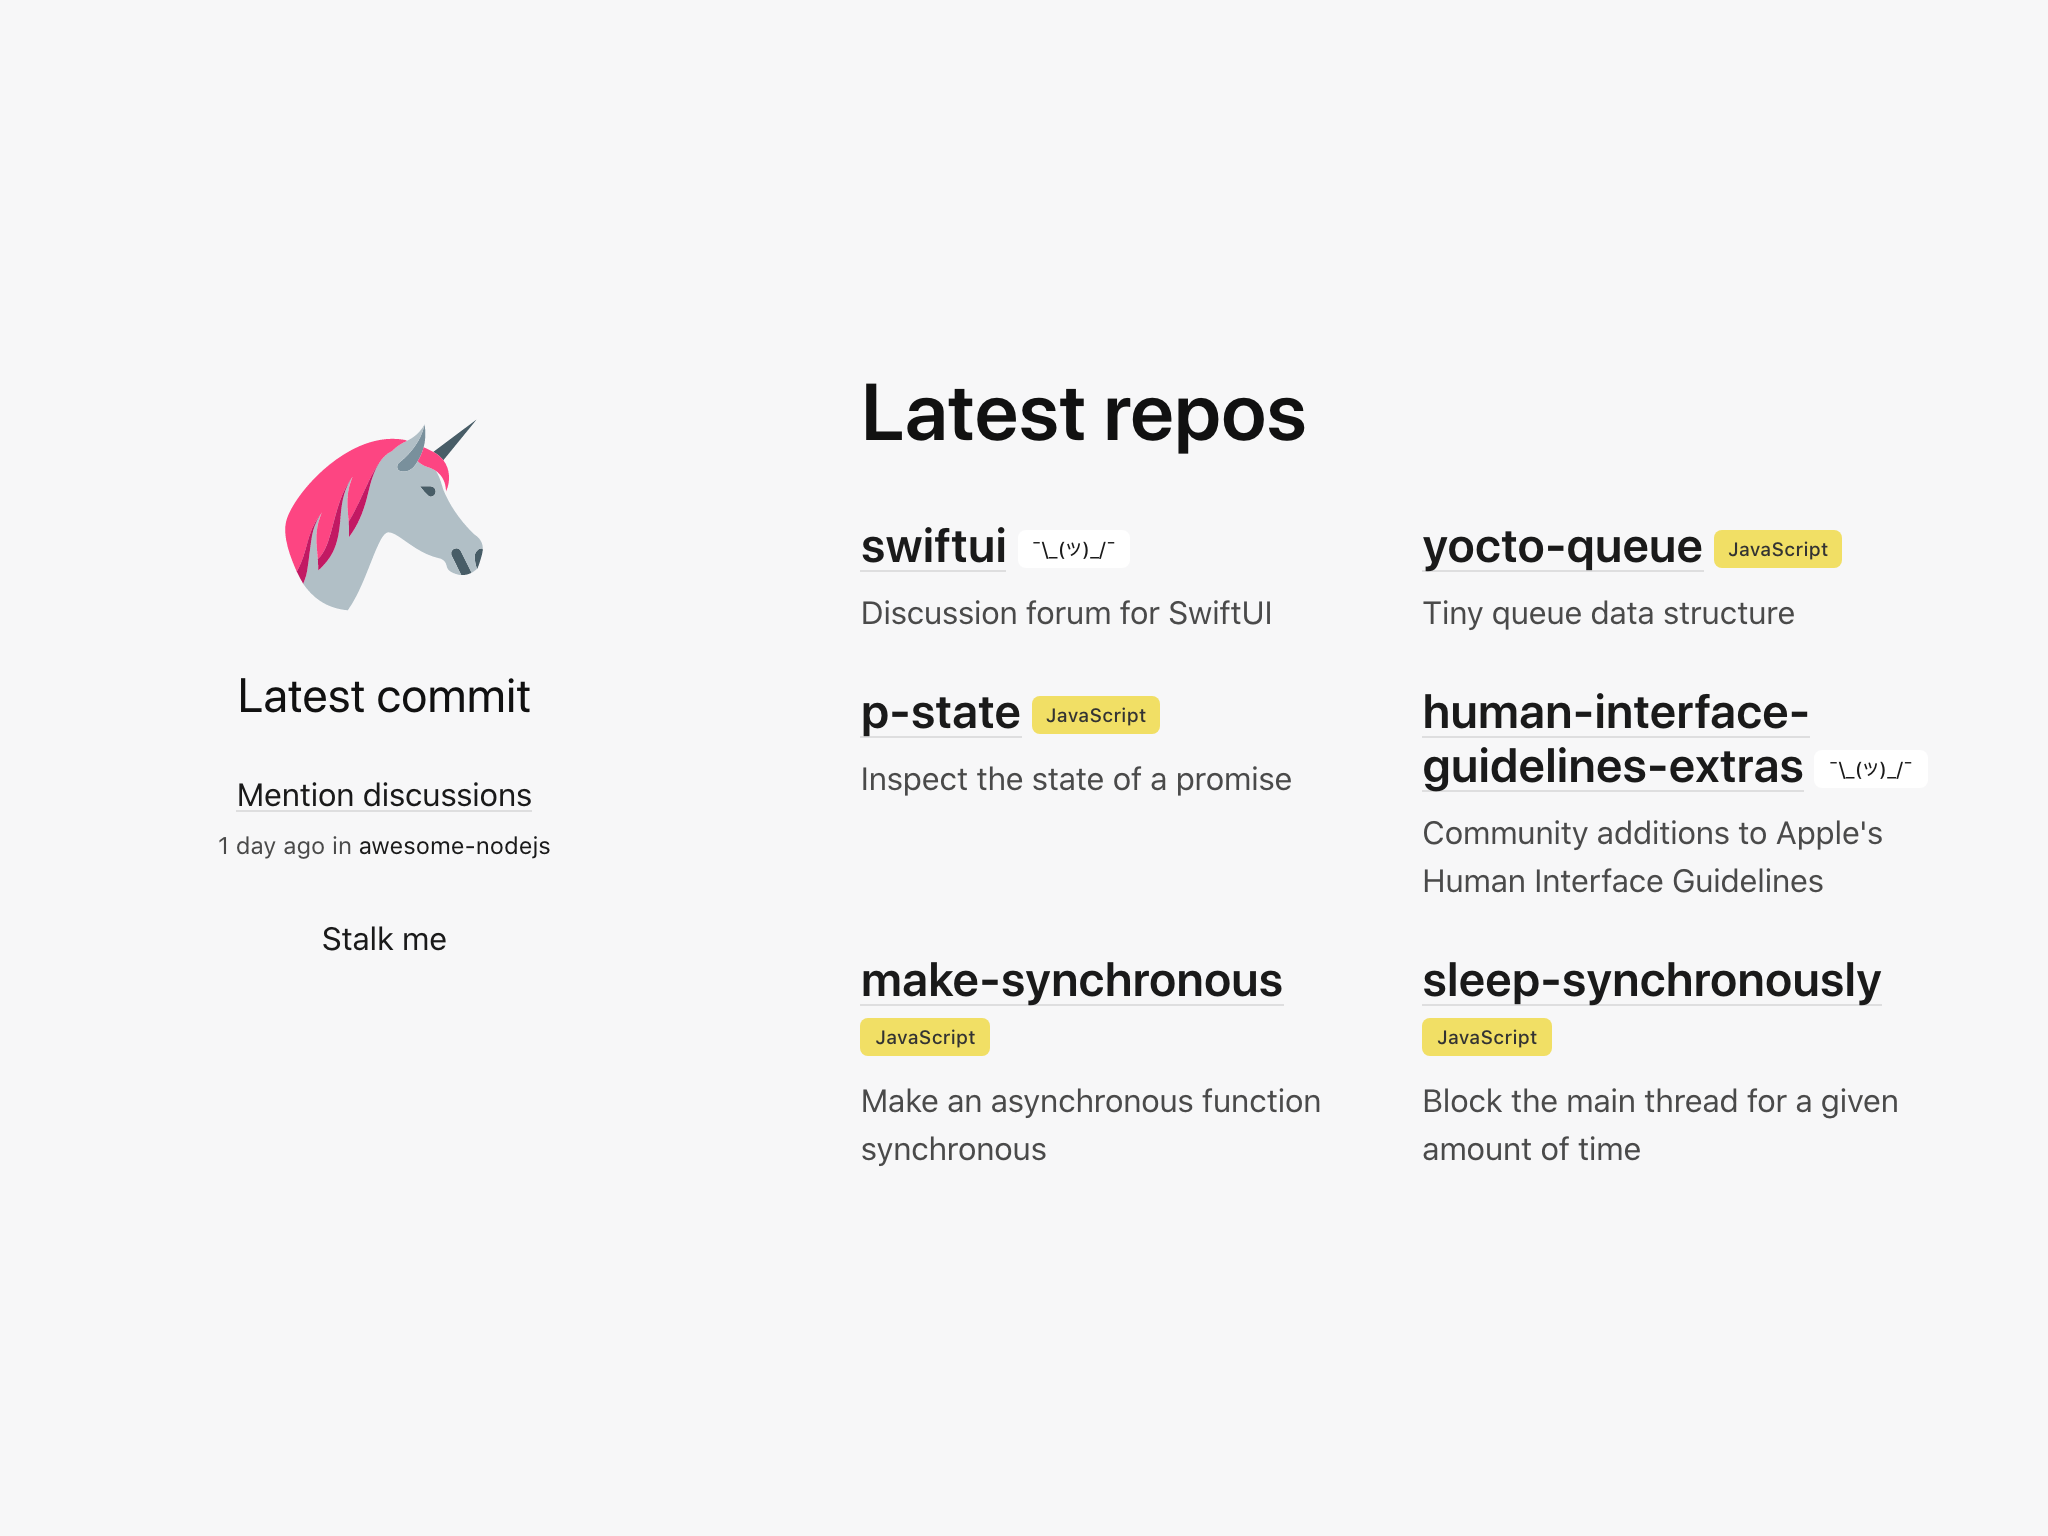 Latest commit
Mention discussions
1 day ago in awesome-nodejs
Stalk me
Latest repos
swiftui ¯\_(ツ)_/¯
Discussion forum for SwiftUI
yocto-queue JavaScript
Tiny queue data structure
p-state JavaScript
Inspect the state of a promise
human-interface-
guidelines-extras ¯\_(ツ)_/¯
Community additions to Apple's
Human Interface Guidelines
make-synchronous
JavaScript
Make an asynchronous function
synchronous
sleep-synchronously
JavaScript
Block the main thread for a given
amount of time